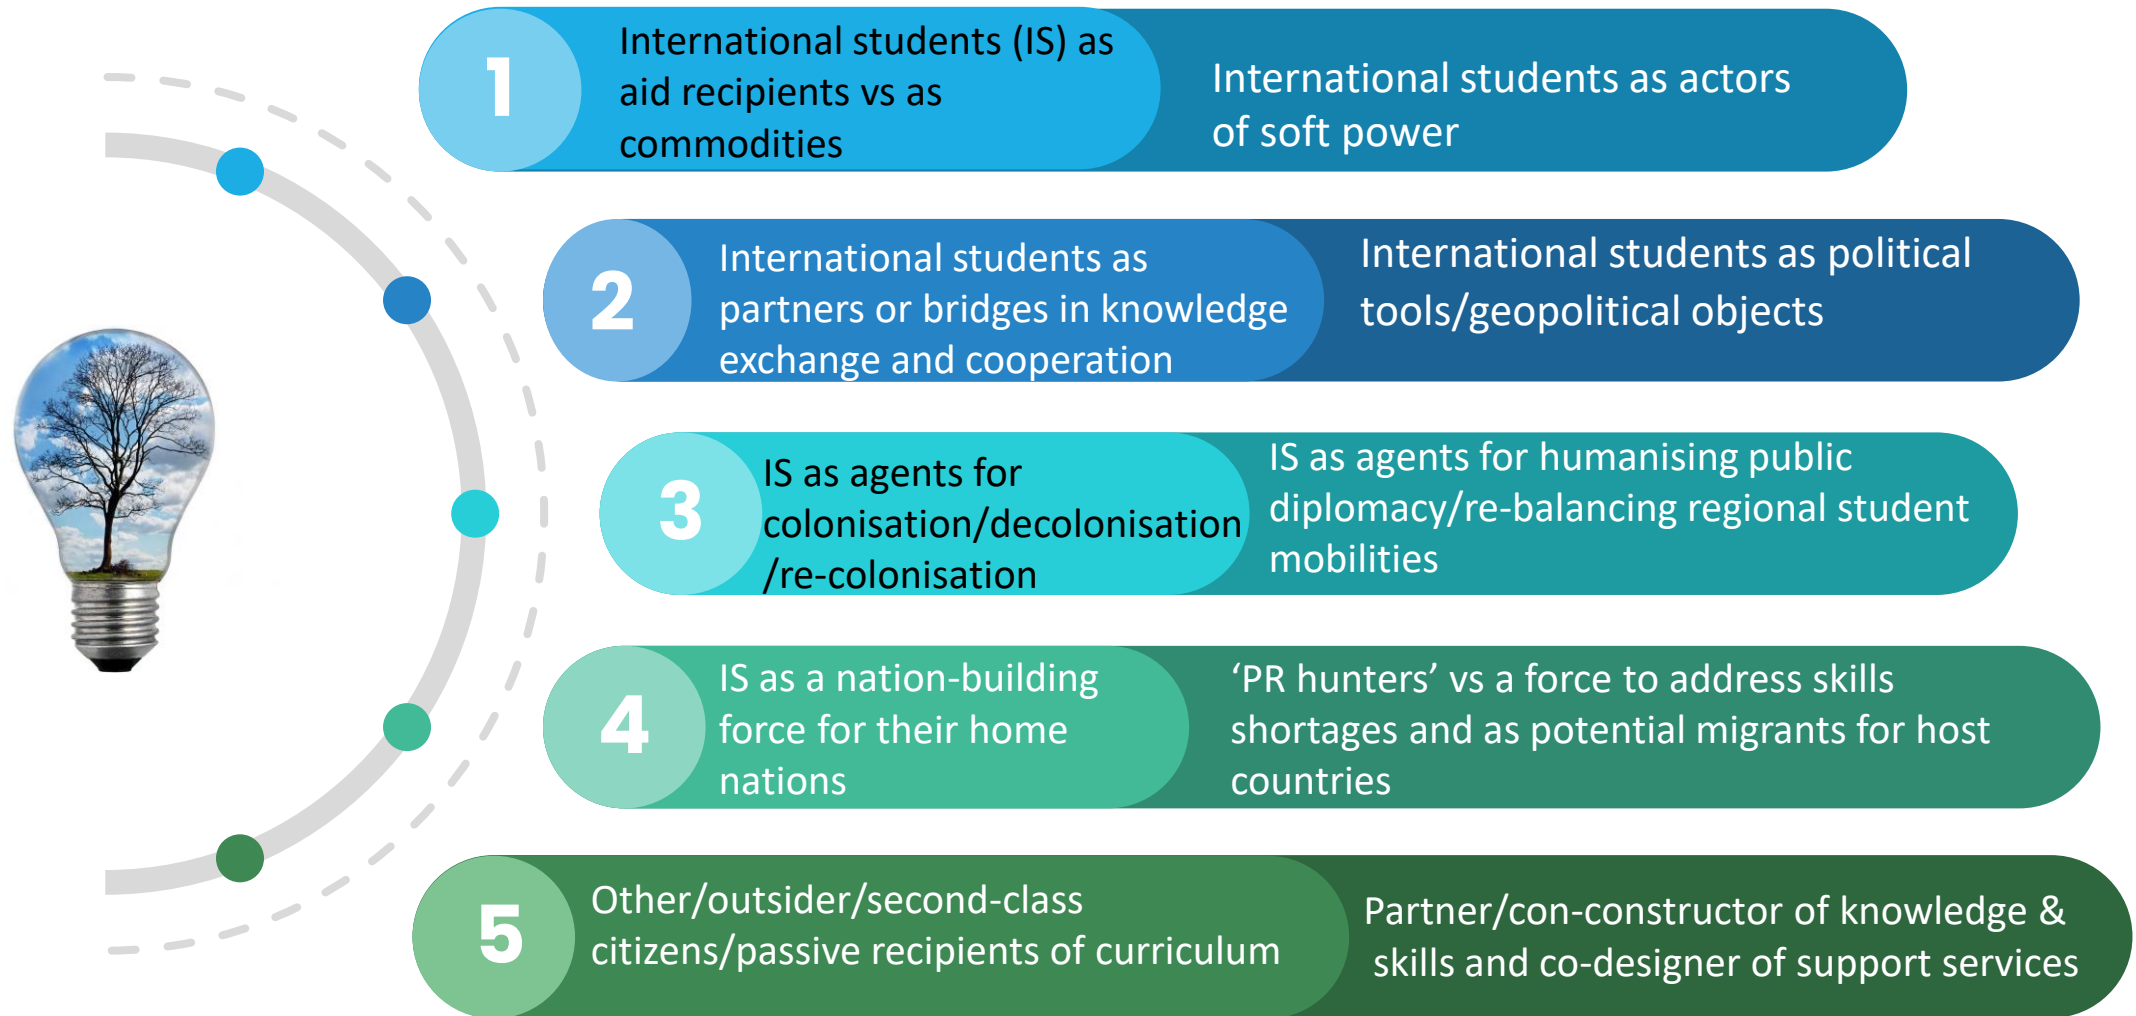 1
International students (IS) as
aid recipients vs as
commodities
International students as actors
of soft power
2
International students as
partners or bridges in knowledge
exchange and cooperation
International students as political
tools/geopolitical objects
3
IS as agents for
colonisation/decolonisation
/re-colonisation
IS as agents for humanising public
diplomacy/re-balancing regional student
mobilities
4
IS as a nation-building
force for their home
nations
‘PR hunters’ vs a force to address skills
shortages and as potential migrants for host
countries
5
Other/outsider/second-class
citizens/passive recipients of curriculum
Partner/con-constructor of knowledge &
skills and co-designer of support services